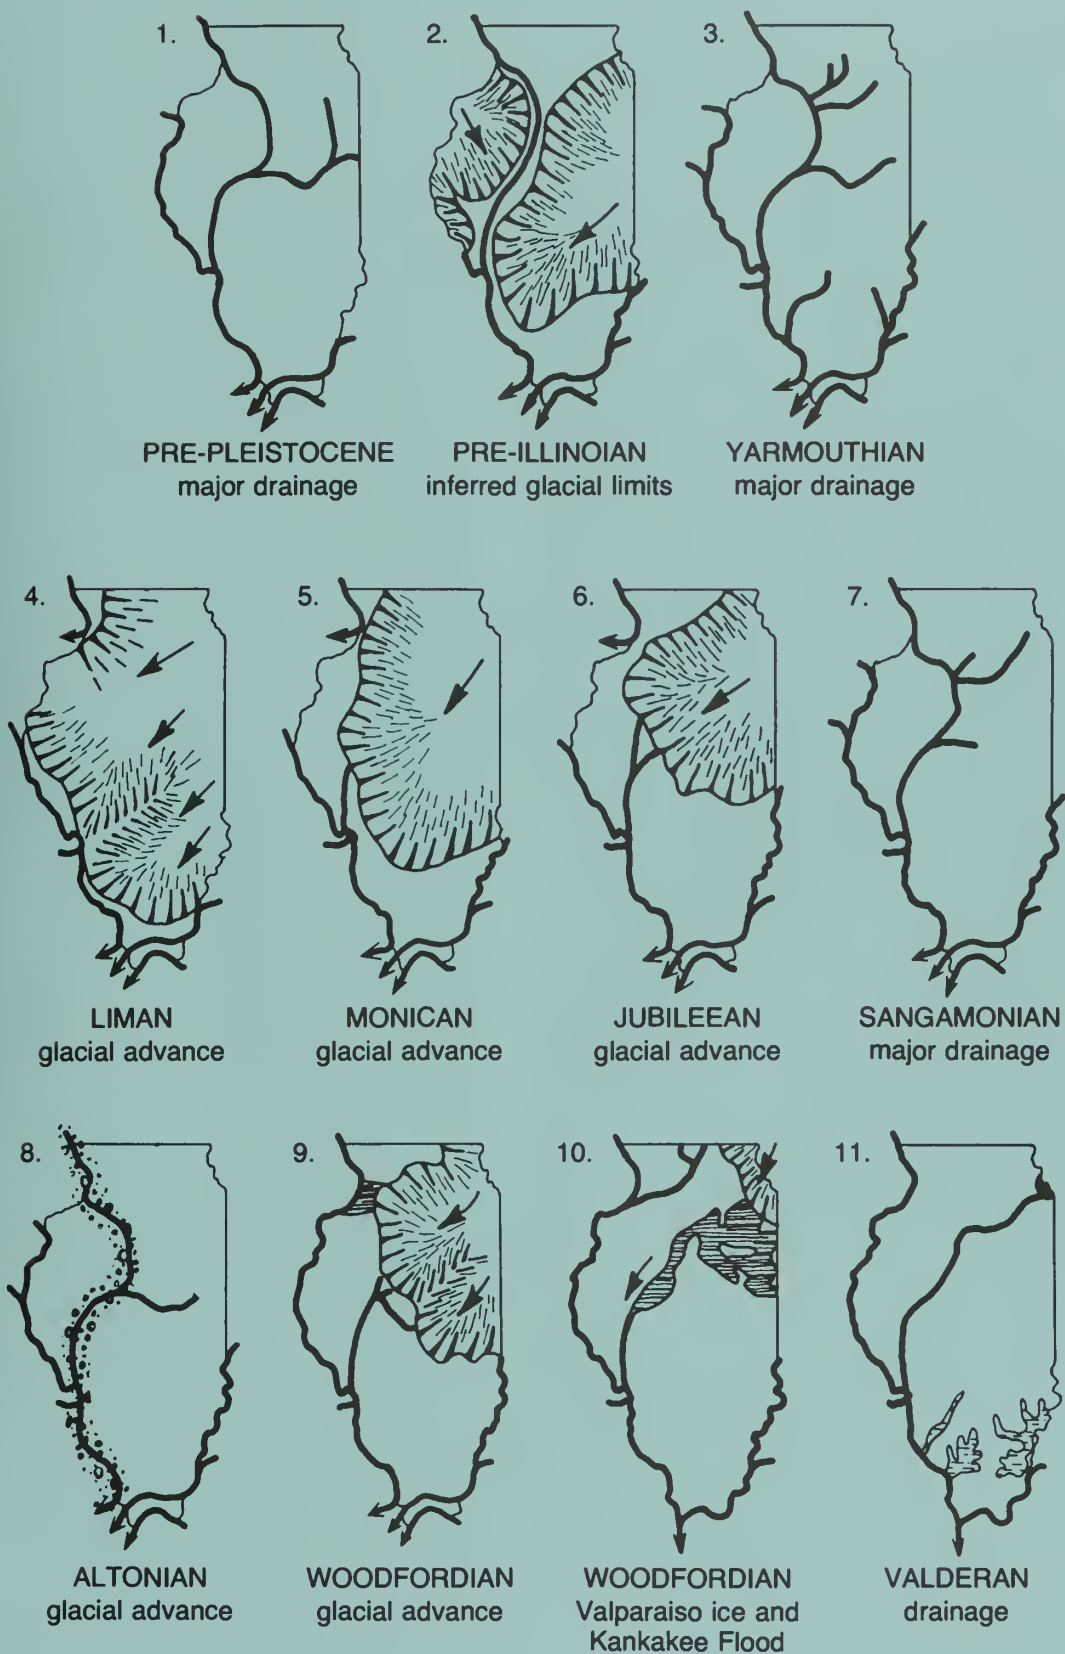 1.
2.
3.
PRE-PLEISTOCENE
major drainage
PRE-ILLINOIAN
inferred glacial limits
YARMOUTHIAN
major drainage
4.
5.
6.
7.
LIMAN
glacial advance
MONICAN
glacial advance
JUBILEEAN
glacial advance
SANGAMONIAN
major drainage
8.
9.
10.
11.
ALTONIAN
glacial advance
WOODFORDIAN
glacial advance
WOODFORDIAN
Valparaiso ice and
Kankakee Flood
VALDERAN
drainage